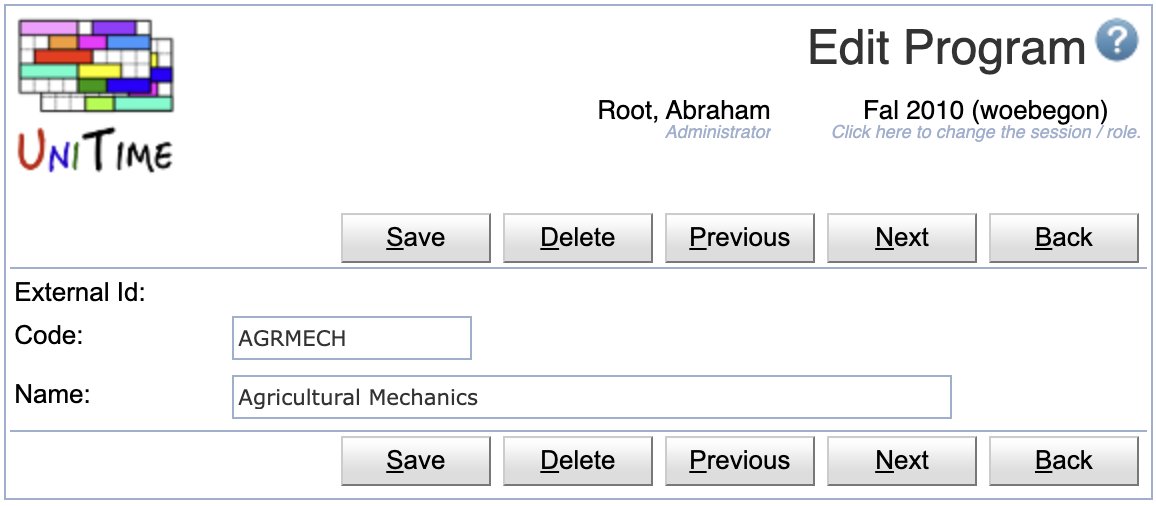 Edit Program ?
UNITIME
Root, Abraham Fal 2010 (woebegon)
Administrator Click here to change the session / role.
Save Delete Previous Next Back
External Id:
Code: AGRMECH
Name: Agricultural Mechanics
Save Delete Previous Next Back